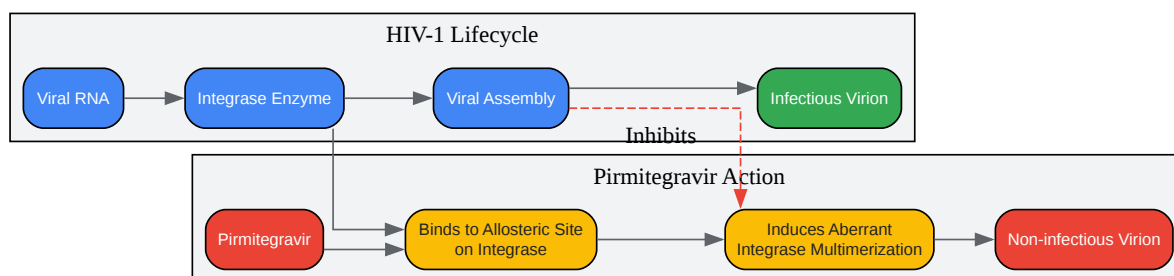 HIV-1 Lifecycle
Viral RNA
Integrase Enzyme
Viral Assembly
Infectious Virion
Inhibits
Pirmitegravir Action
Pirmitegravir
Binds to Allosteric Site
on Integrase
Induces Aberrant
Integrase Multimerization
Non-infectious Virion